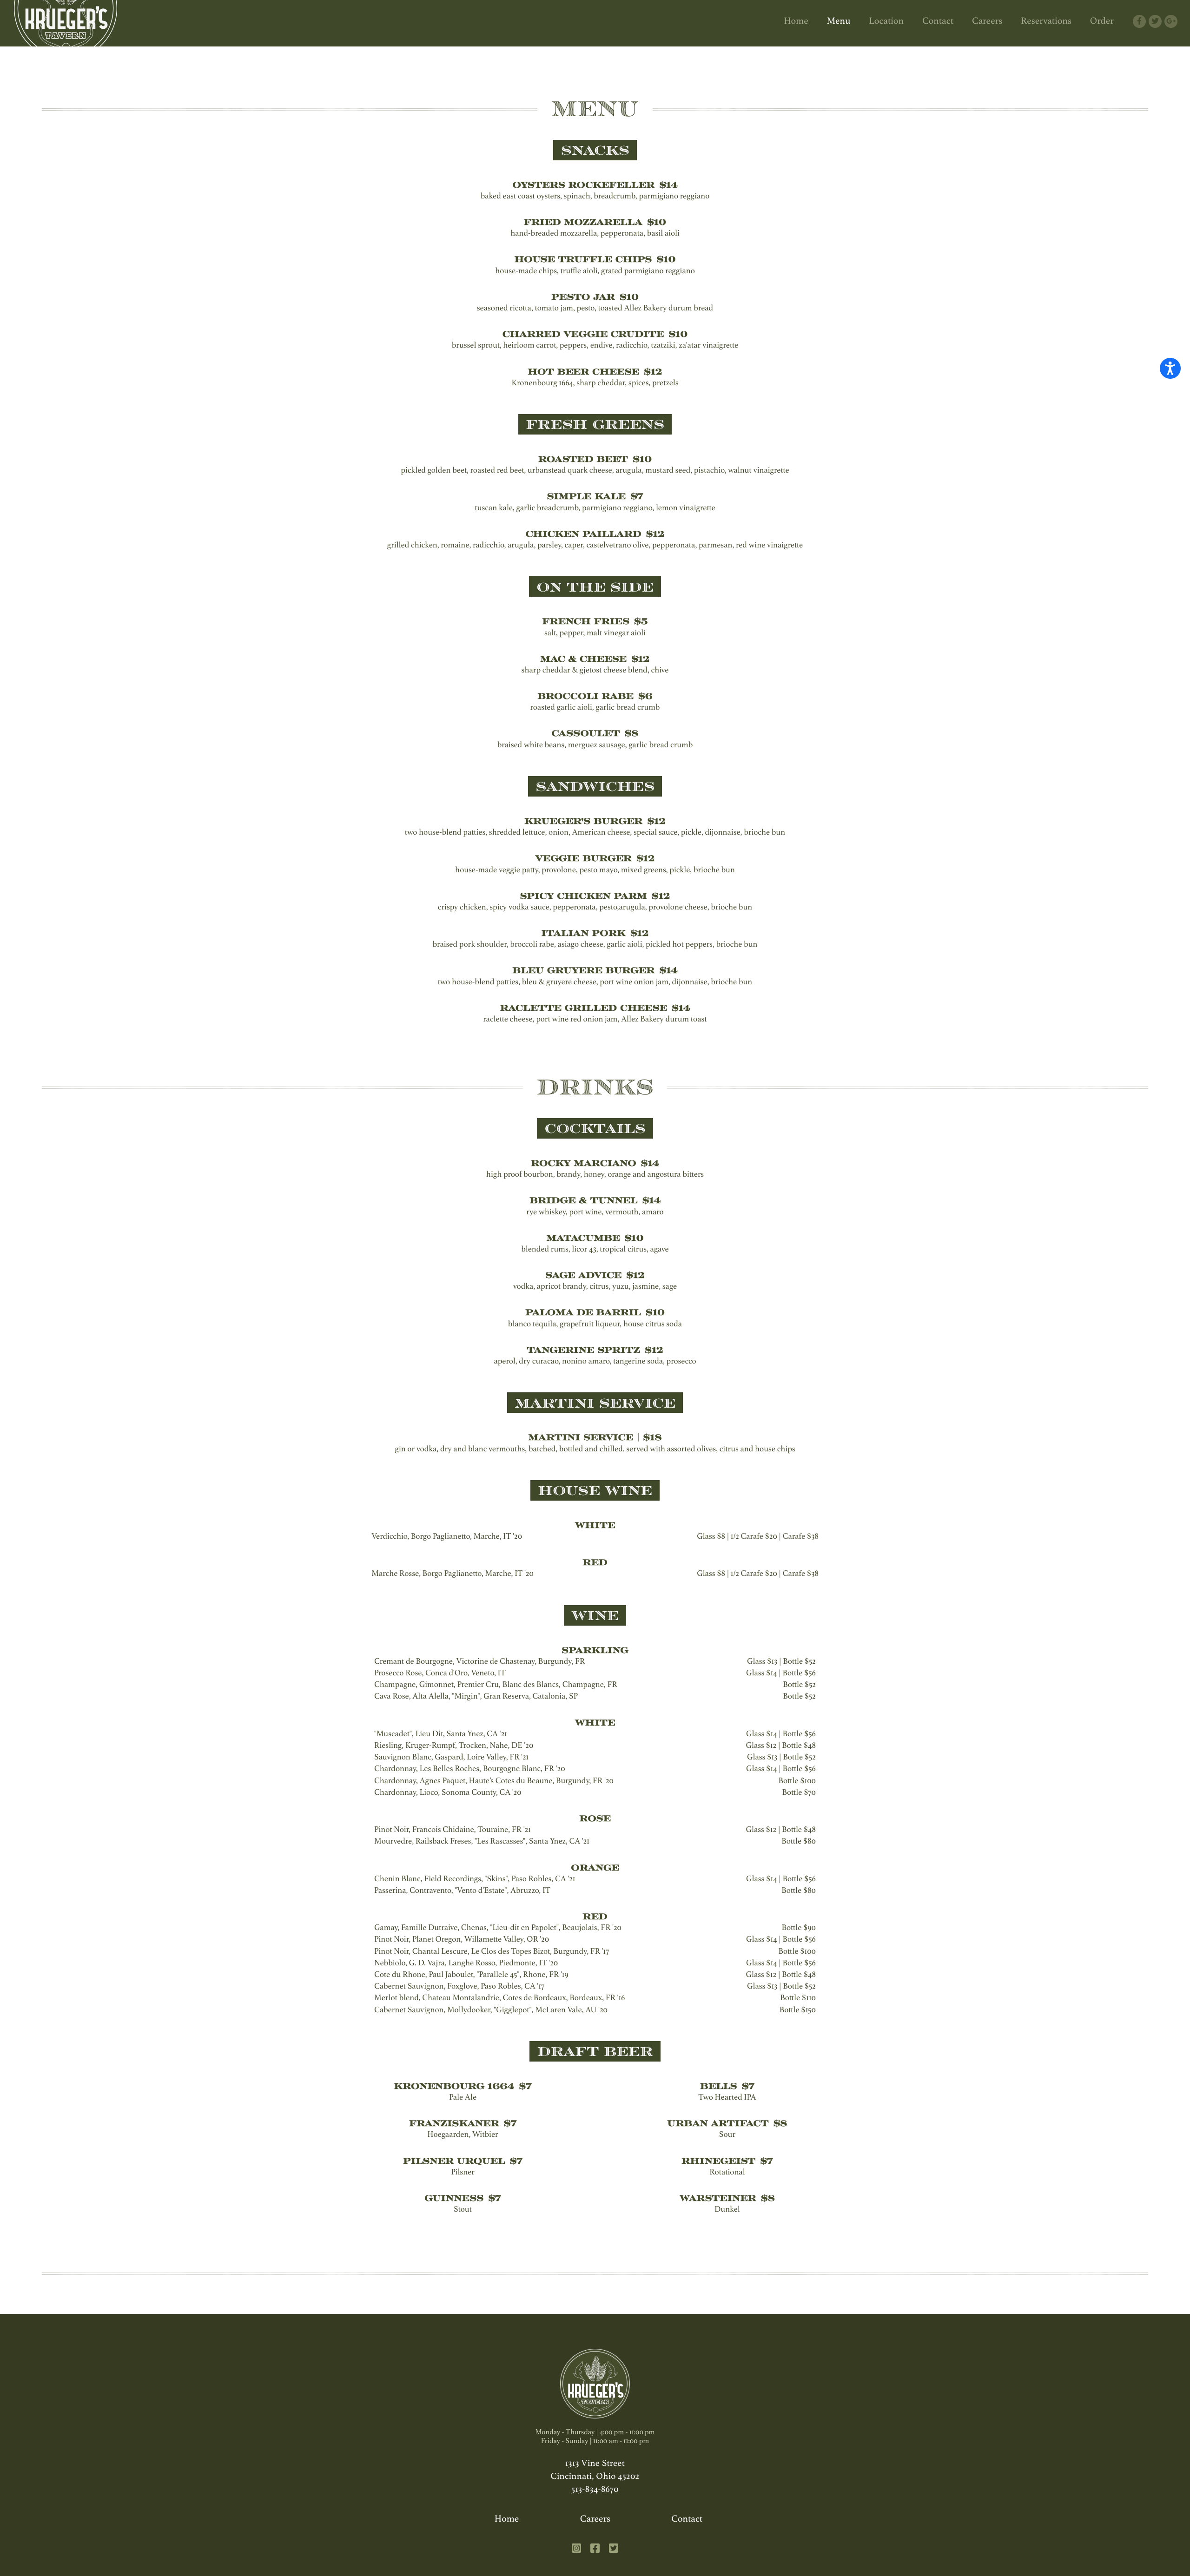 KRUEGER'S
TAVERN
Home Menu Location Contact Careers Reservations Order
MENU
SNACKS
OYSTERS ROCKEFELLER $14
baked east coast oysters, spinach, breadcrumb, parmigiano reggiano
FRIED MOZZARELLA $10
hand-breaded mozzarella, pepperonata, basil aioli
HOUSE TRUFFLE CHIPS $10
house-made chips, truffle aioli, grated parmigiano reggiano
PESTO JAR $10
seasoned ricotta, tomato jam, pesto, toasted Allez Bakery durum bread
CHARRED VEGGIE CRUDITE $10
brussel sprout, heirloom carrot, peppers, endive, radicchio, tzatziki, za'atar vinaigrette
HOT BEER CHEESE $12
Kronenbourg 1664, sharp cheddar, spices, pretzels
FRESH GREENS
ROASTED BEET $10
pickled golden beet, roasted red beet, urbanstead quark cheese, arugula, mustard seed, pistachio, walnut vinaigrette
SIMPLE KALE $7
tuscan kale, garlic breadcrumb, parmigiano reggiano, lemon vinaigrette
CHICKEN PAILLARD $12
grilled chicken, romaine, radicchio, arugula, parsley, caper, castelvetrano olive, pepperonata, parmesan, red wine vinaigrette
ON THE SIDE
FRENCH FRIES $5
salt, pepper, malt vinegar aioli
MAC & CHEESE $12
sharp cheddar & gjetost cheese blend, chive
BROCCOLI RABE $6
roasted garlic aioli, garlic bread crumb
CASSOULET $8
braised white beans, merguez sausage, garlic bread crumb
SANDWICHES
KRUEGER'S BURGER $12
two house-blend patties, shredded lettuce, onion, American cheese, special sauce, pickle, dijonnaise, brioche bun
VEGGIE BURGER $12
house-made veggie patty, provolone, pesto mayo, mixed greens, pickle, brioche bun
SPICY CHICKEN PARM $12
crispy chicken, spicy vodka sauce, pepperonata, pesto,arugula, provolone cheese, brioche bun
ITALIAN PORK $12
braised pork shoulder, broccoli rabe, asiago cheese, garlic aioli, pickled hot peppers, brioche bun
BLEU GRUYERE BURGER $14
two house-blend patties, bleu & gruyere cheese, port wine onion jam, dijonnaise, brioche bun
RACLETTE GRILLED CHEESE $14
raclette cheese, port wine red onion jam, Allez Bakery durum toast
DRINKS
COCKTAILS
ROCKY MARCIANO $14
high proof bourbon, brandy, honey, orange and angostura bitters
BRIDGE & TUNNEL $14
rye whiskey, port wine, vermouth, amaro
MATACUMBE $10
blended rums, licor 43, tropical citrus, agave
SAGE ADVICE $12
vodka, apricot brandy, citrus, yuzu, jasmine, sage
PALOMA DE BARRIL $10
blanco tequila, grapefruit liqueur, house citrus soda
TANGERINE SPRITZ $12
aperol, dry curacao, nonino amaro, tangerine soda, prosecco
MARTINI SERVICE
MARTINI SERVICE | $18
gin or vodka, dry and blanc vermouths, batched, bottled and chilled. served with assorted olives, citrus and house chips
HOUSE WINE
WHITE
Verdicchio, Borgo Paglianetto, Marche, IT '20 Glass $8 | 1/2 Carafe $20 | Carafe $38
RED
Marche Rosse, Borgo Paglianetto, Marche, IT '20 Glass $8 | 1/2 Carafe $20 | Carafe $38
WINE
SPARKLING
Cremant de Bourgogne, Victorine de Chastenay, Burgundy, FR Glass $13 | Bottle $52
Prosecco Rose, Conca d'Oro, Veneto, IT Glass $14 | Bottle $56
Champagne, Gimonnet, Premier Cru, Blanc des Blancs, Champagne, FR Bottle $52
Cava Rose, Alta Alella, "Mirgin", Gran Reserva, Catalonia, SP Bottle $52
WHITE
"Muscadet", Lieu Dit, Santa Ynez, CA '21 Glass $14 | Bottle $56
Riesling, Kruger-Rumpf, Trocken, Nahe, DE '20 Glass $12 | Bottle $48
Sauvignon Blanc, Gaspard, Loire Valley, FR '21 Glass $13 | Bottle $52
Chardonnay, Les Belles Roches, Bourgogne Blanc, FR '20 Glass $14 | Bottle $56
Chardonnay, Agnes Paquet, Haute's Cotes du Beaune, Burgundy, FR '20 Bottle $100
Chardonnay, Lioco, Sonoma County, CA '20 Bottle $70
ROSE
Pinot Noir, Francois Chidaine, Touraine, FR '21 Glass $12 | Bottle $48
Mourvedre, Railsback Freses, "Les Rascasses", Santa Ynez, CA '21 Bottle $80
ORANGE
Chenin Blanc, Field Recordings, "Skins", Paso Robles, CA '21 Glass $14 | Bottle $56
Passerina, Contravento, "Vento d'Estate", Abruzzo, IT Bottle $80
RED
Gamay, Famille Dutraive, Chenas, "Lieu-dit en Papolet", Beaujolais, FR '20 Bottle $90
Pinot Noir, Planet Oregon, Willamette Valley, OR '20 Glass $14 | Bottle $56
Pinot Noir, Chantal Lescure, Le Clos des Topes Bizot, Burgundy, FR '17 Bottle $100
Nebbiolo, G. D. Vajra, Langhe Rosso, Piedmonte, IT '20 Glass $14 | Bottle $56
Cote du Rhone, Paul Jaboulet, "Parallele 45", Rhone, FR '19 Glass $12 | Bottle $48
Cabernet Sauvignon, Foxglove, Paso Robles, CA '17 Glass $13 | Bottle $52
Merlot blend, Chateau Montalandrie, Cotes de Bordeaux, Bordeaux, FR '16 Bottle $110
Cabernet Sauvignon, Mollydooker, "Gigglepot", McLaren Vale, AU '20 Bottle $150
DRAFT BEER
KRONENBOURG 1664 $7 BELLS $7
Pale Ale Two Hearted IPA
FRANZISKANER $7 URBAN ARTIFACT $8
Hoegaarden, Witbier Sour
PILSNER URQUEL $7 RHINEGEIST $7
Pilsner Rotational
GUINNESS $7 WARSTEINER $8
Stout Dunkel
KRUEGER'S
TAVERN
Monday - Thursday | 4:00 pm - 11:00 pm
Friday - Sunday | 11:00 am - 11:00 pm
1313 Vine Street
Cincinnati, Ohio 45202
513-834-8670
Home Careers Contact